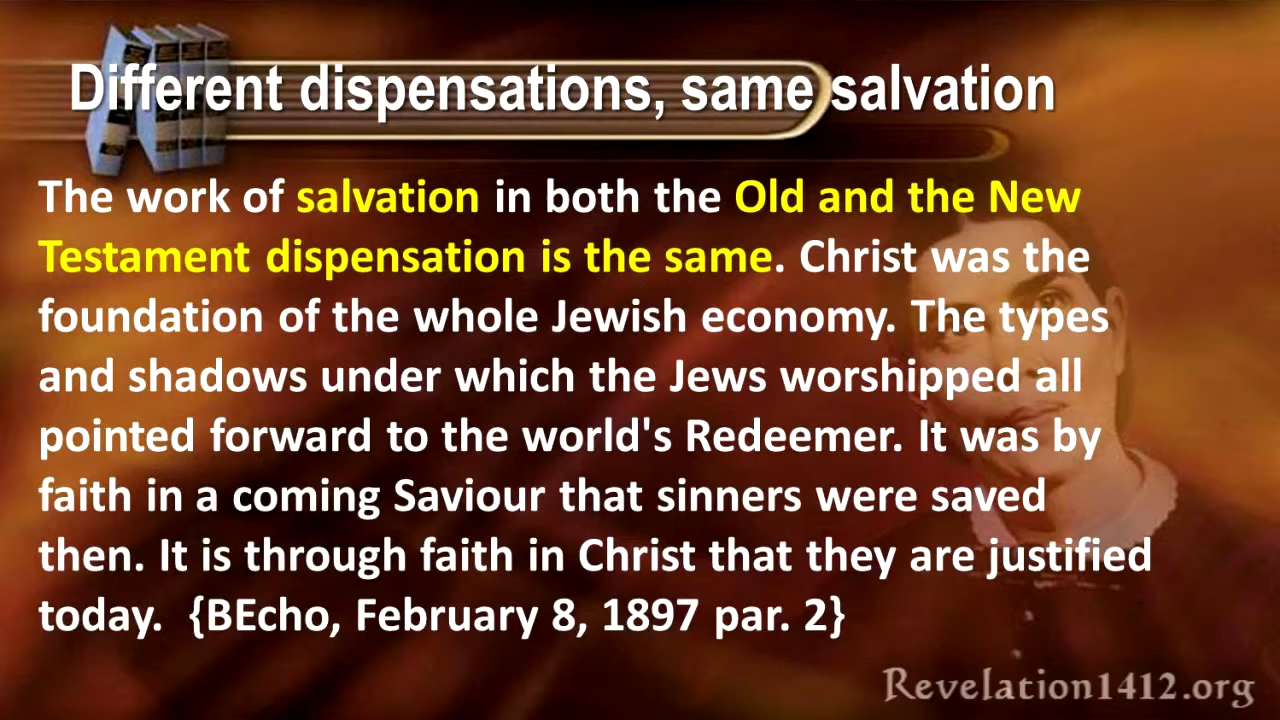 Different dispensations, same salvation
The work of salvation in both the Old and the New
Testament dispensation is the same. Christ was the
foundation of the whole Jewish economy. The types
and shadows under which the Jews worshipped all
pointed forward to the world's Redeemer. It was by
faith in a coming Saviour that sinners were saved
then. It is through faith in Christ that they are justified
today.  {BEcho, February 8, 1897 par. 2}
Revelation1412.org